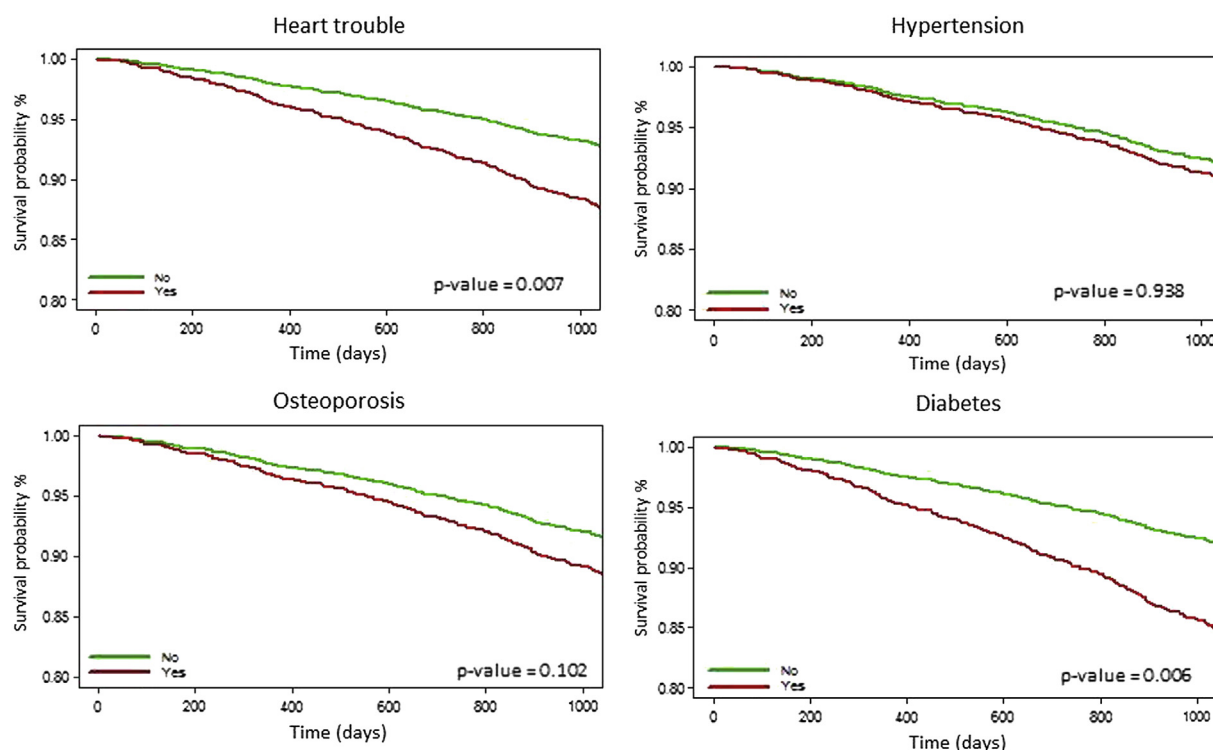 Heart trouble
Survival probability %
1.00
0.95
0.90
0.85
0.80
No
Yes
p-value = 0.007
0 200 400 600 800 1000
Time (days)
Hypertension
Survival probability %
1.00
0.95
0.90
0.85
0.80
No
Yes
p-value = 0.938
0 200 400 600 800 1000
Time (days)
Osteoporosis
Survival probability %
1.00
0.95
0.90
0.85
0.80
No
Yes
p-value = 0.102
0 200 400 600 800 1000
Time (days)
Diabetes
Survival probability %
1.00
0.95
0.90
0.85
0.80
No
Yes
p-value = 0.006
0 200 400 600 800 1000
Time (days)